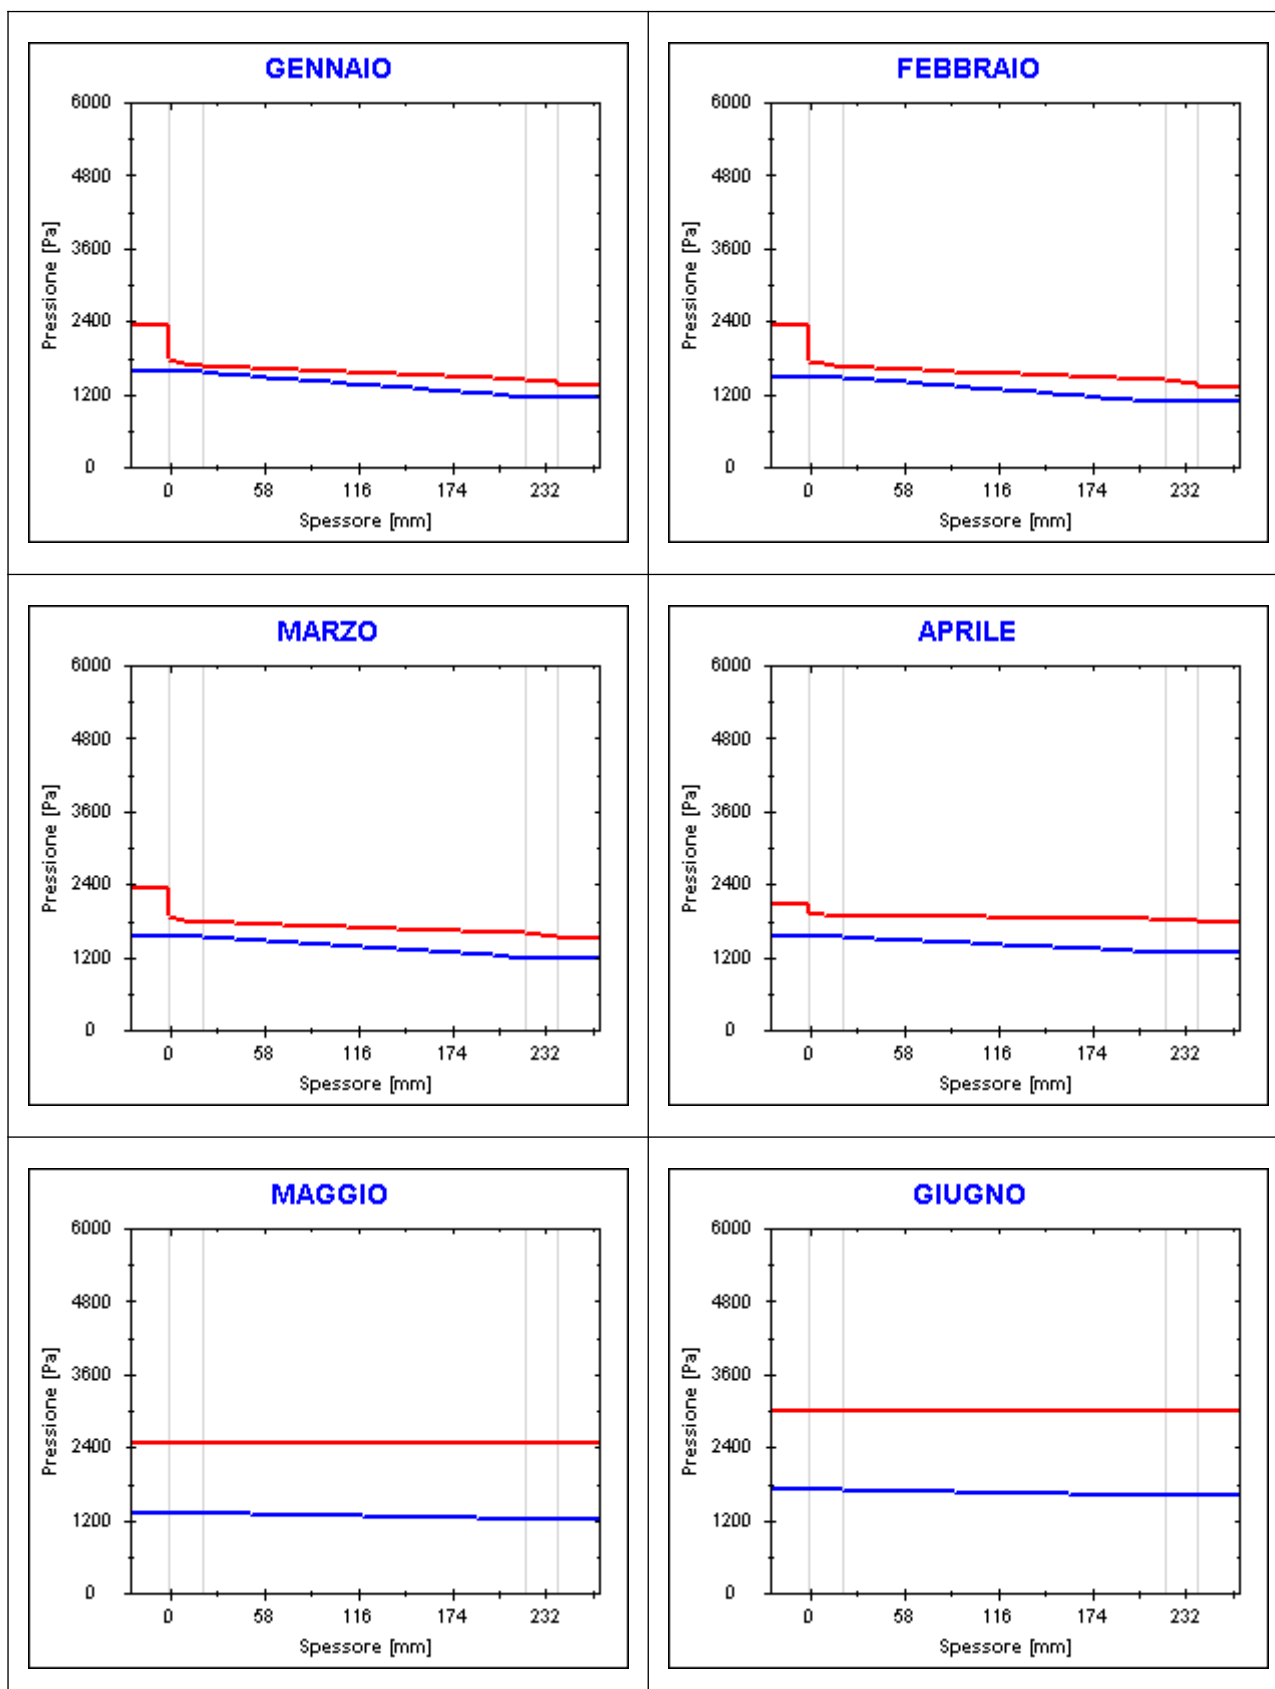 GENNAIO
6000
4800
3600
2400
1200
0
Pressione [Pa]
0 58 116 174 232
Spessore [mm]
FEBBRAIO
6000
4800
3600
2400
1200
0
Pressione [Pa]
0 58 116 174 232
Spessore [mm]
MARZO
6000
4800
3600
2400
1200
0
Pressione [Pa]
0 58 116 174 232
Spessore [mm]
APRILE
6000
4800
3600
2400
1200
0
Pressione [Pa]
0 58 116 174 232
Spessore [mm]
MAGGIO
6000
4800
3600
2400
1200
0
Pressione [Pa]
0 58 116 174 232
Spessore [mm]
GIUGNO
6000
4800
3600
2400
1200
0
Pressione [Pa]
0 58 116 174 232
Spessore [mm]